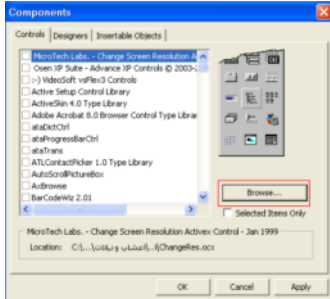 Components
Controls | Designers | Insertable Objects
MicroTech Labs. - Change Screen Resolution A
Osen XP Suite - Advance XP Controls © 2003-2
:-) VideoSoft vsFlex3 Controls
Active Setup Control Library
ActiveSkin 4.0 Type Library
Adobe Acrobat 8.0 Browser Control Type Librar
ataDictCtrl
ataProgressBarCtrl
ataTrans
ATLContactPicker 1.0 Type Library
AutoScrollPictureBox
AxBrowse
BarCodeWiz 2.01
Browse...
Selected Items Only
MicroTech Labs. - Change Screen Resolution Activex Control - Jan 1999
Location: C:\...\اعشاب و نباتات\...f\ChangeRes.ocx
OK Cancel Apply